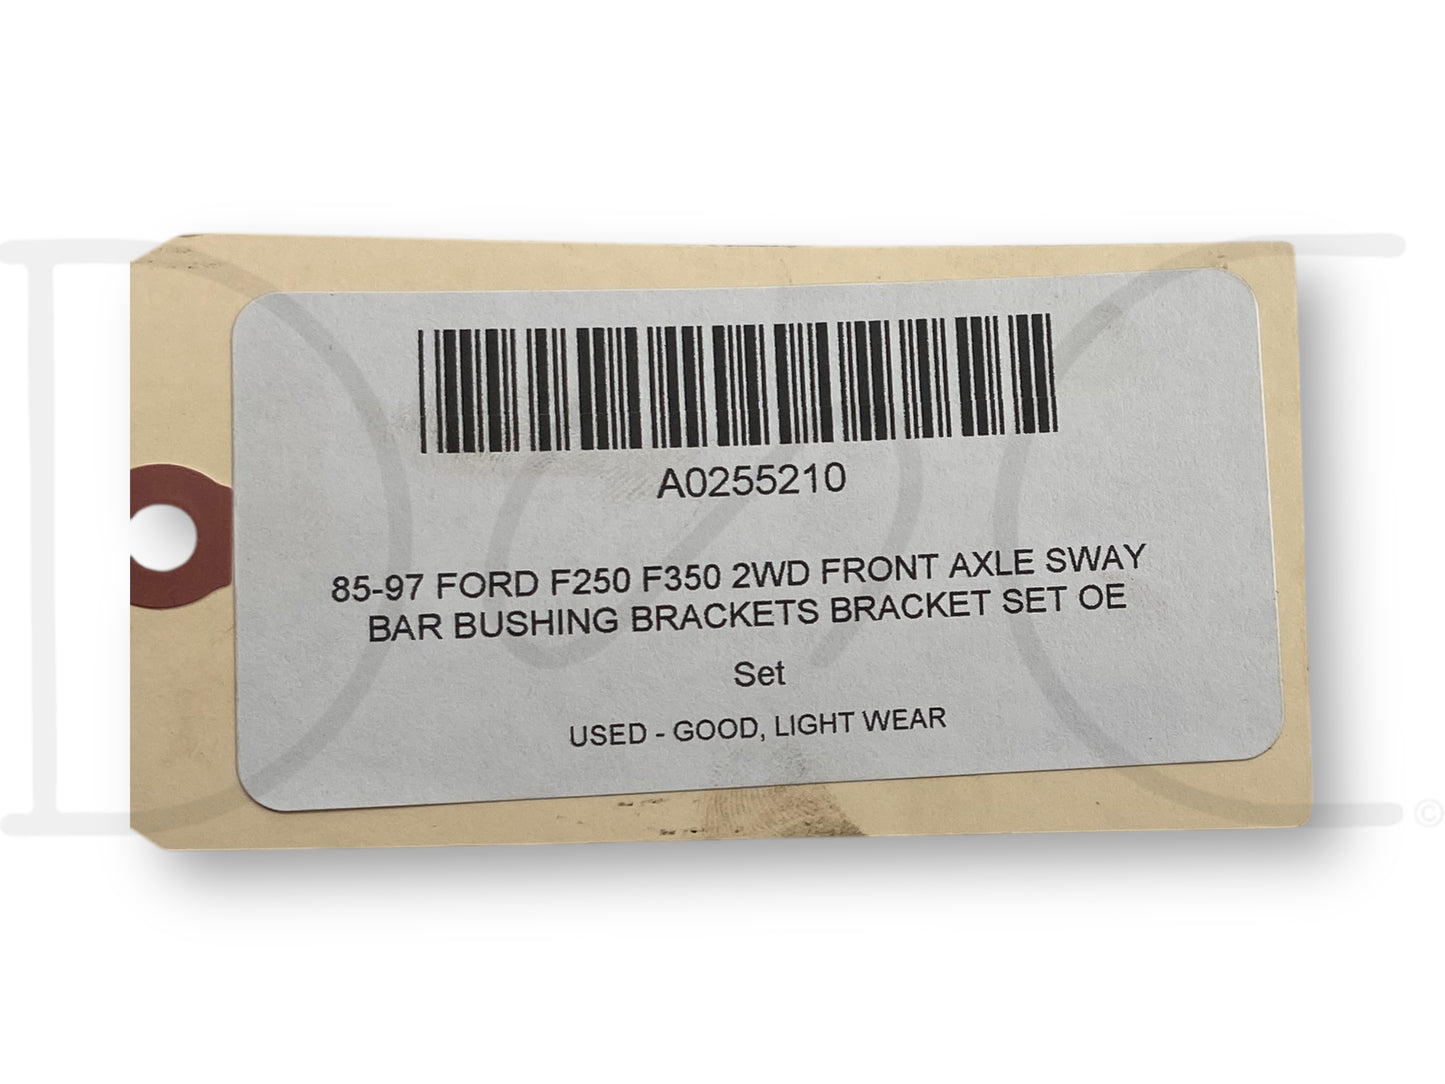 A0255210
85-97 FORD F250 F350 2WD FRONT AXLE SWAY
BAR BUSHING BRACKETS BRACKET SET OE
Set
USED - GOOD, LIGHT WEAR